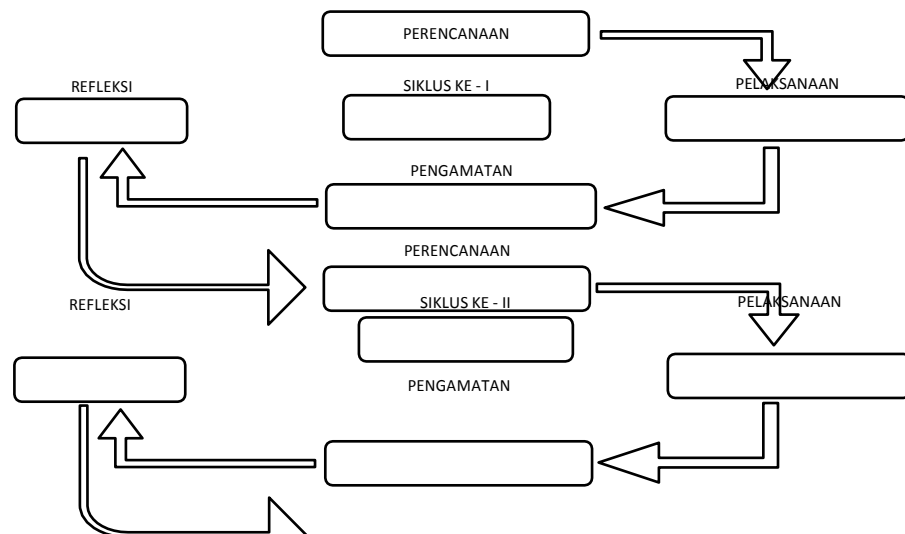 PERENCANAAN
REFLEKSI
SIKLUS KE - I
PELAKSANAAN
PENGAMATAN
PERENCANAAN
REFLEKSI
SIKLUS KE - II
PELAKSANAAN
PENGAMATAN